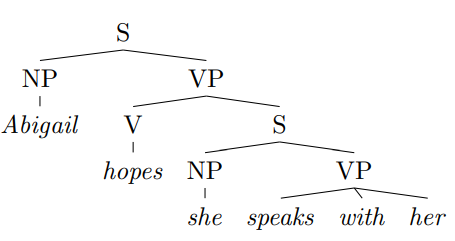 S
NP VP
Abigail V S
hopes NP VP
she speaks with her